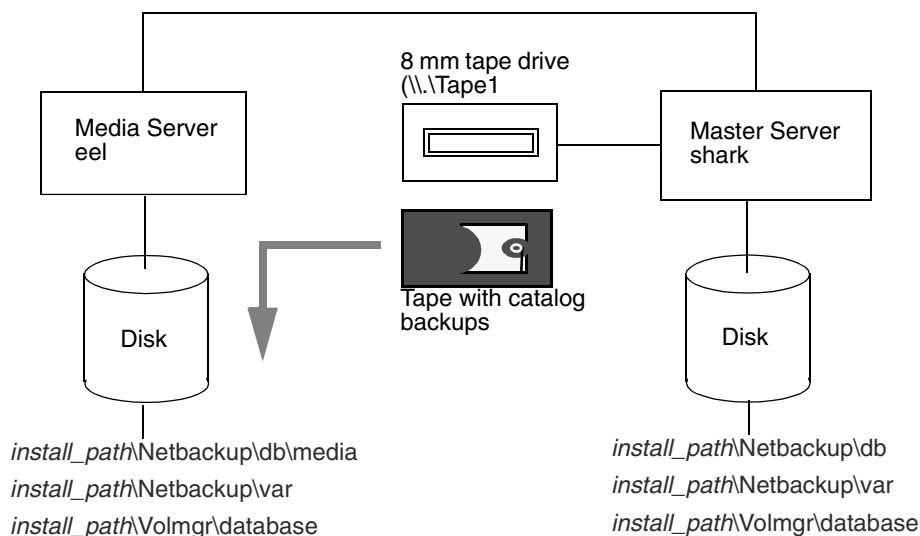 8 mm tape drive
(\\.\Tape1
Media Server
eel
Master Server
shark
Tape with catalog
backups
Disk
Disk
install_path\Netbackup\db\media
install_path\Netbackup\var
install_path\Volmgr\database
install_path\Netbackup\db
install_path\Netbackup\var
install_path\Volmgr\database